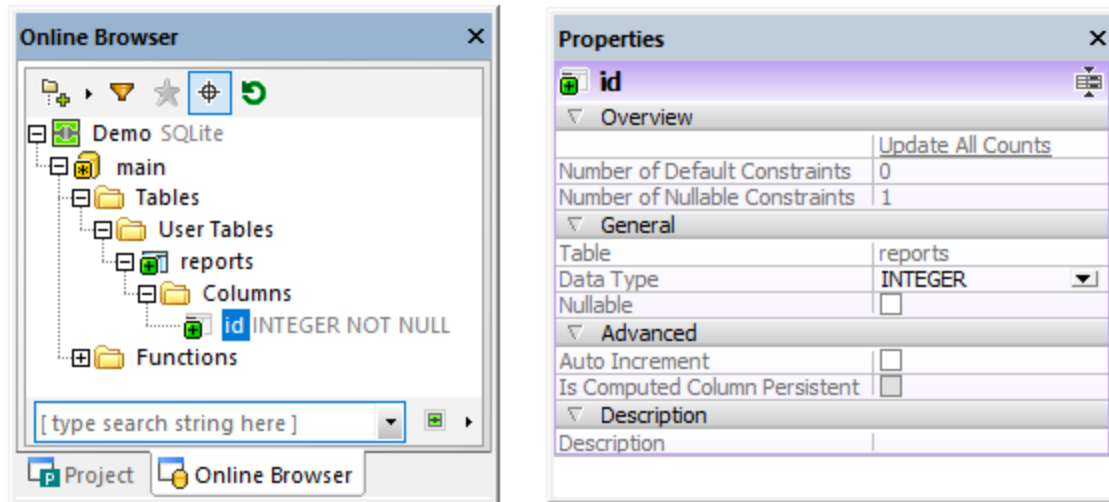 Online Browser
Demo SQLite
main
Tables
User Tables
reports
Columns
id INTEGER NOT NULL
Functions
[ type search string here ]
Project
Online Browser
Properties
id
Overview
Update All Counts
Number of Default Constraints 0
Number of Nullable Constraints 1
General
Table reports
Data Type INTEGER
Nullable
Advanced
Auto Increment
Is Computed Column Persistent
Description
Description